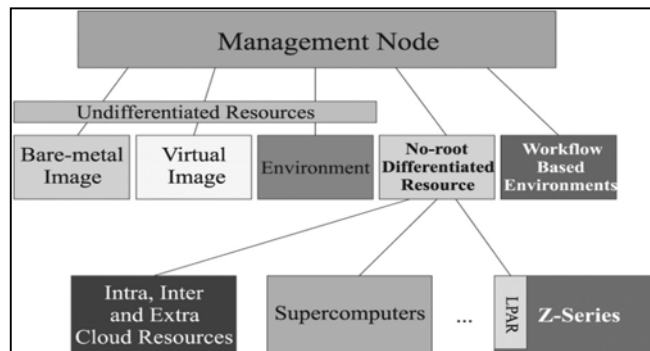 Management Node
Undifferentiated Resources
Bare-metal
Image
Virtual
Image
Environment
No-root
Differentiated
Resource
Workflow
Based
Environments
Intra, Inter
and Extra
Cloud Resources
Supercomputers
...
LPAR
Z-Series